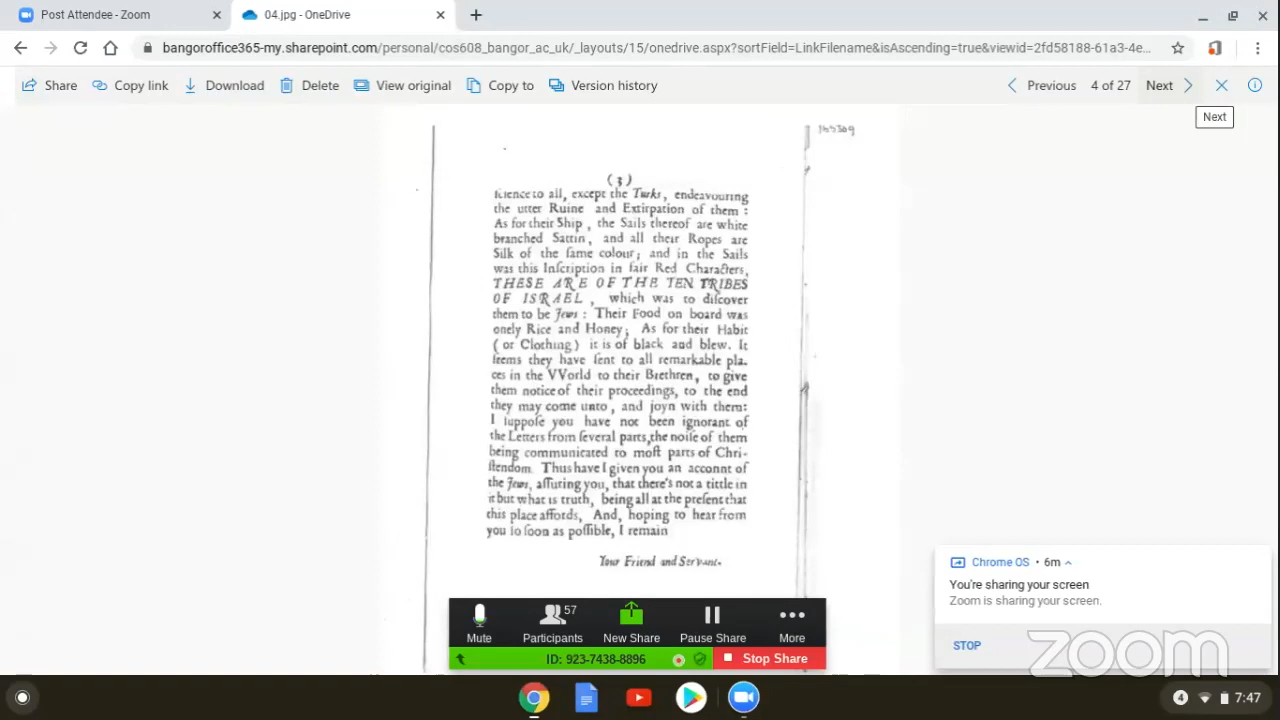 Post Attendee - Zoom
04.jpg - OneDrive
bangoroffice365-my.sharepoint.com/personal/cos608_bangor_ac_uk/_layouts/15/onedrive.aspx?sortField=LinkFilename&isAscending=true&viewid=2fd58188-61a3-4e...
Share Copy link Download Delete View original Copy to Version history Previous 4 of 27 Next
Next
(3)
ſcience to all, except the Turks, endeavouring
the utter Ruine and Extirpation of them :
As for their Ship, the Sails thereof are white
branched Sattin, and all their Ropes are
Silk of the ſame colour; and in the Sails
was this Inſcription in fair Red Characters,
THESE ARE OF THE TEN TRIBES
OF ISRAEL, which was to diſcover
them to be Jews : Their Food on board was
onely Rice and Honey; As for their Habit
(or Clothing) it is of black and blew. It
ſeems they have ſent to all remarkable pla-
ces in the VVorld to their Brethren, to give
them notice of their proceedings, to the end
they may come unto, and joyn with them:
I ſuppoſe you have not been ignorant of
the Letters from ſeveral parts, the noiſe of them
being communicated to moſt parts of Chri-
ſtendom. Thus have I given you an acconnt of
the Jews, aſſuring you, that there's not a tittle in
it but what is truth, being all at the preſent that
this place affords, And, hoping to hear from
you ſo ſoon as poſſible, I remain
Your Friend and Servant.
Chrome OS • 6m
You're sharing your screen
Zoom is sharing your screen.
STOP
zoom
57
Mute Participants New Share Pause Share More
ID: 923-7438-8896 Stop Share
4 7:47